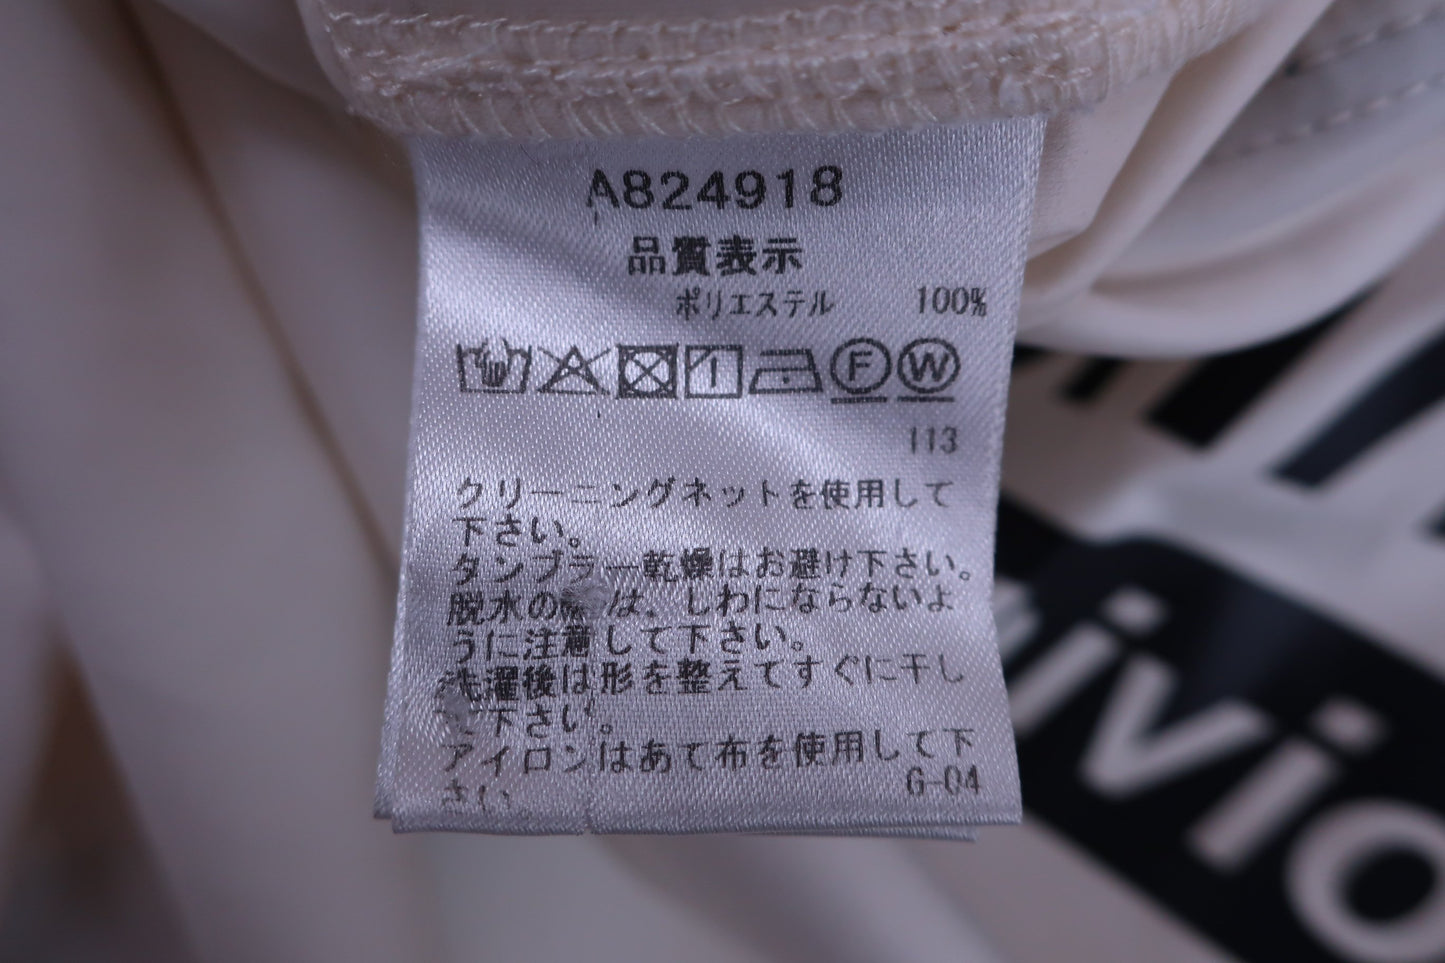 A824918
品質表示
ポリエステル 100%
F W
113
クリーニングネットを使用して
下さい。
タンブラー乾燥はお避け下さい。
脱水の は、しわにならないよ
うに注意して下さい。
洗濯後は形を整えてすぐに干し
下さい。
アイロンはあて布を使用して下
さい。
G-04
ivio